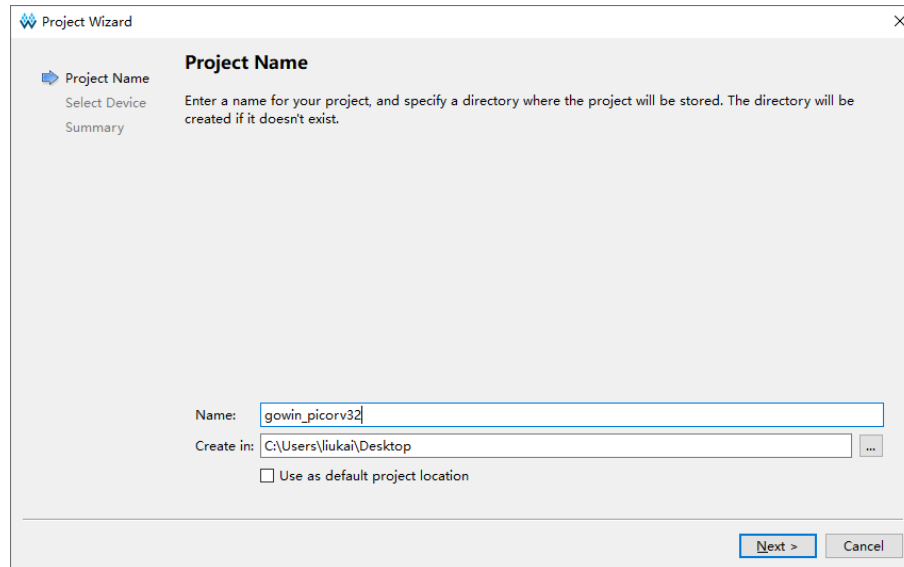 Project Wizard
Project Name
Select Device
Summary
Project Name
Enter a name for your project, and specify a directory where the project will be stored. The directory will be
created if it doesn't exist.
Name: gowin_picorv32
Create in: C:\Users\liukai\Desktop ...
Use as default project location
Next > Cancel